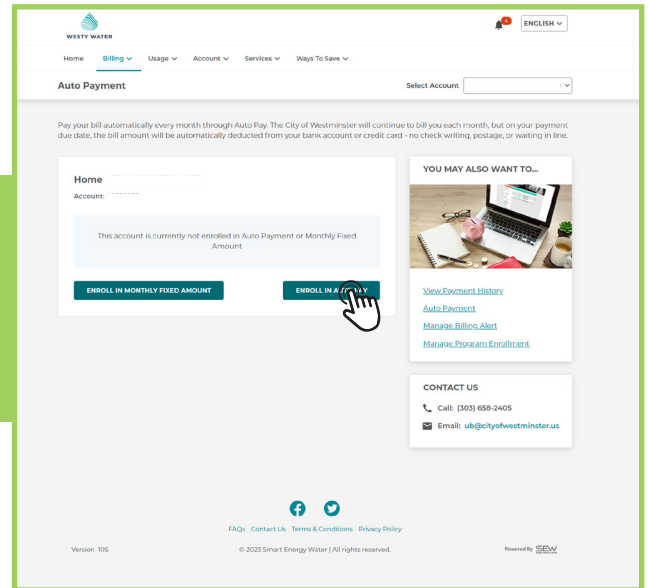 WESTY WATER
4
ENGLISH
Home Billing Usage Account Services Ways To Save
Auto Payment Select Account
Pay your bill automatically every month through Auto Pay. The City of Westminster will continue to bill you each month, but on your payment
due date, the bill amount will be automatically deducted from your bank account or credit card - no check writing, postage, or waiting in line.
Home
Account:
This account is currently not enrolled in Auto Payment or Monthly Fixed
Amount
ENROLL IN MONTHLY FIXED AMOUNT
ENROLL IN AUTO PAY
YOU MAY ALSO WANT TO...
View Payment History
Auto Payment
Manage Billing Alert
Manage Program Enrollment
CONTACT US
Call: (303) 658-2405
Email: ub@cityofwestminster.us
FAQs Contact Us Terms & Conditions Privacy Policy
Version 105 © 2023 Smart Energy Water | All rights reserved. Powered By SEW